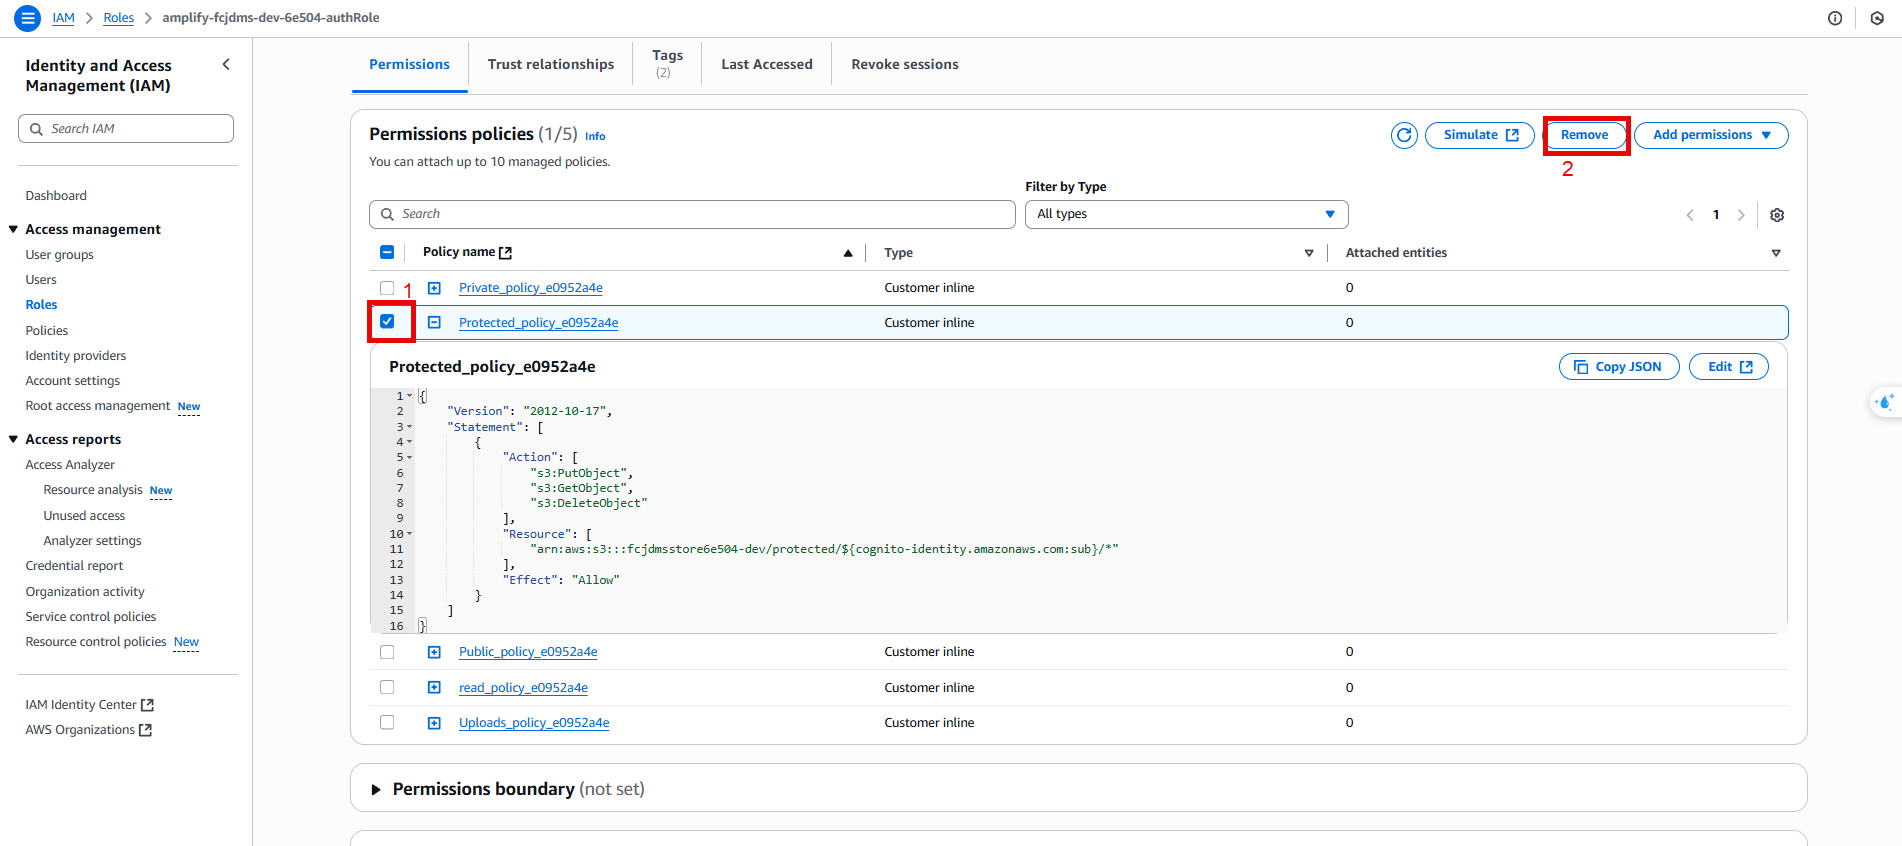 IAM > Roles > amplify-fcjdms-dev-6e504-authRole
Identity and Access
Management (IAM)
Search IAM
Dashboard
Access management
User groups
Users
Roles
Policies
Identity providers
Account settings
Root access management New
Access reports
Access Analyzer
Resource analysis New
Unused access
Analyzer settings
Credential report
Organization activity
Service control policies
Resource control policies New
IAM Identity Center
AWS Organizations
Permissions
Trust relationships
Tags
(2)
Last Accessed
Revoke sessions
Permissions policies (1/5) Info
Simulate
Remove
Add permissions
2
You can attach up to 10 managed policies.
Filter by Type
Search
All types
1
Policy name
Type
Attached entities
1
Private_policy_e0952a4e Customer inline 0
Protected_policy_e0952a4e Customer inline 0
Protected_policy_e0952a4e
Copy JSON
Edit
1 {
2 "Version": "2012-10-17",
3 "Statement": [
4 {
5 "Action": [
6 "s3:PutObject",
7 "s3:GetObject",
8 "s3:DeleteObject"
9 ],
10 "Resource": [
11 "arn:aws:s3:::fcjdmsstore6e504-dev/protected/${cognito-identity.amazonaws.com:sub}/*"
12 ],
13 "Effect": "Allow"
14 }
15 ]
16 }
Public_policy_e0952a4e Customer inline 0
read_policy_e0952a4e Customer inline 0
Uploads_policy_e0952a4e Customer inline 0
Permissions boundary (not set)